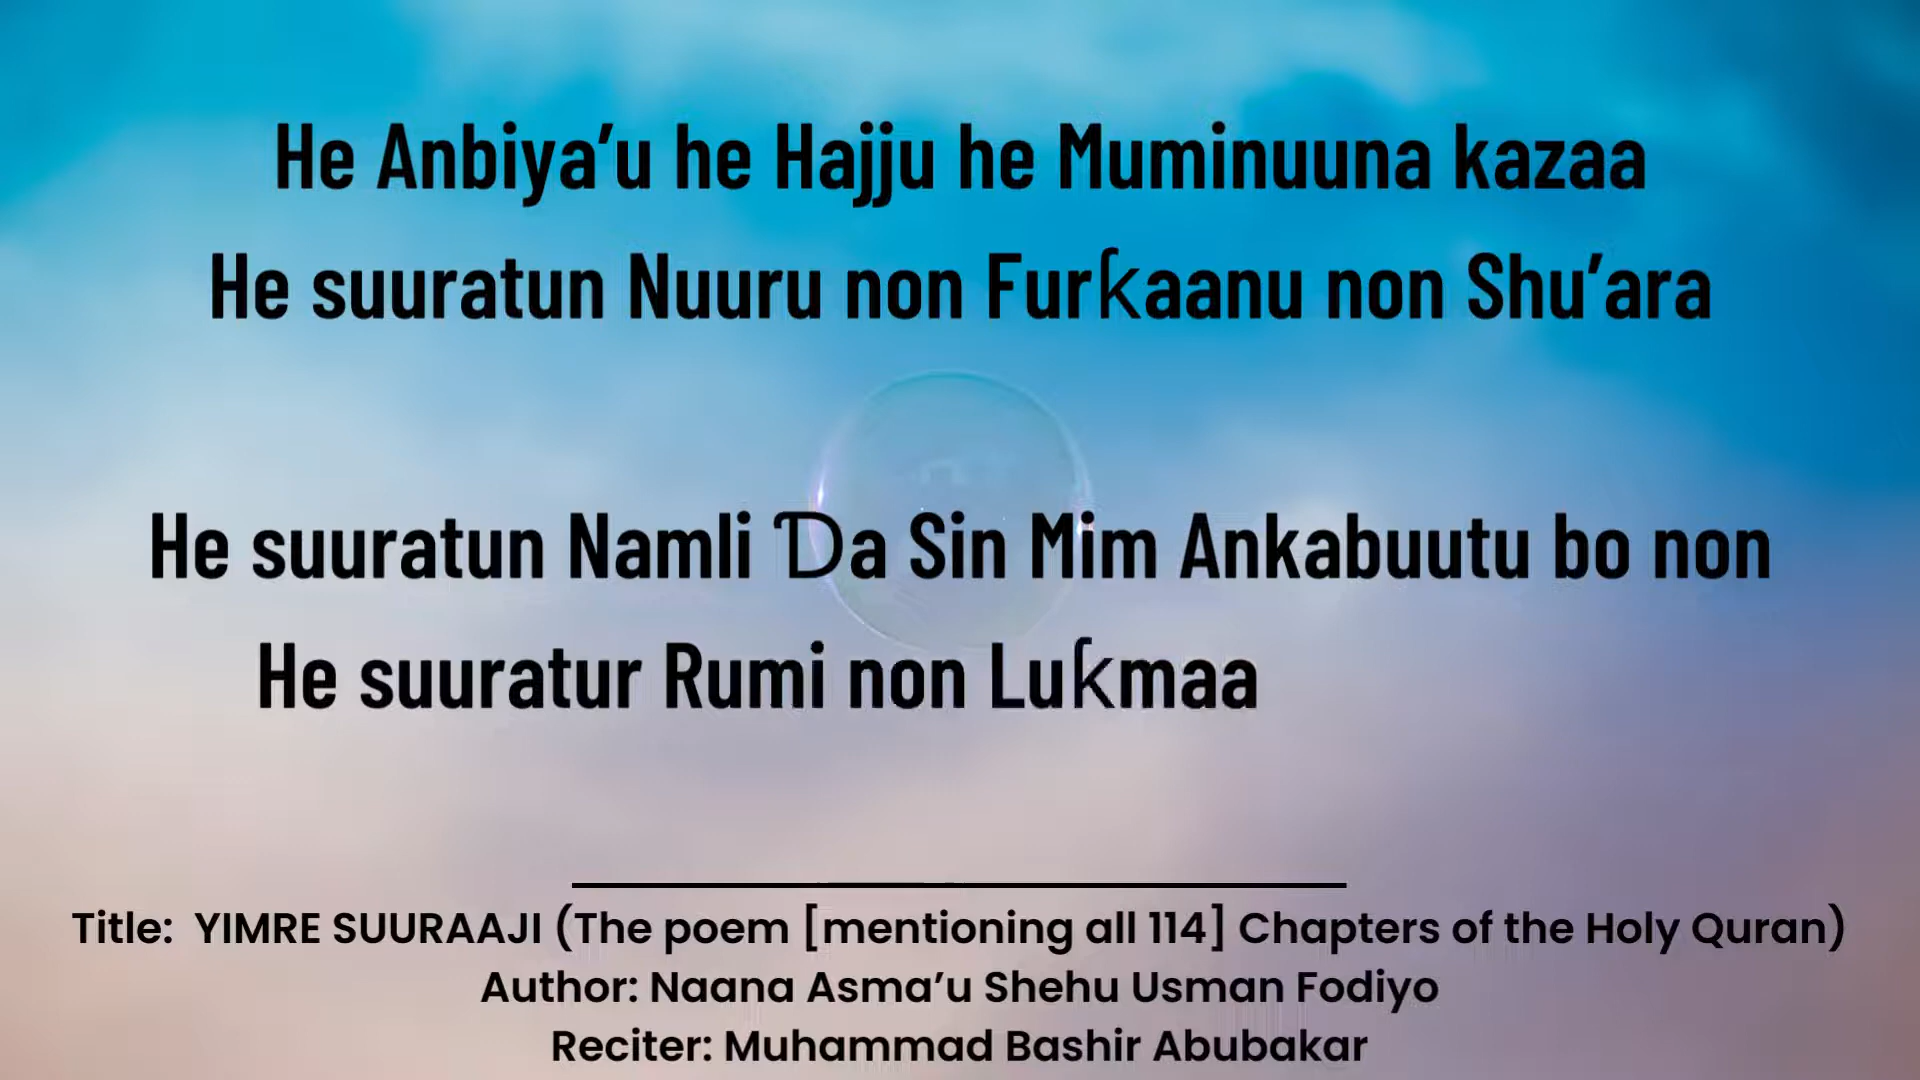 He Anbiya’u he Hajju he Muminuuna kazaa
He suuratun Nuuru non Furƙaanu non Shu’ara
He suuratun Namli Ɗa Sin Mim Ankabuutu bo non
He suuratur Rumi non Luƙmaa
Title: YIMRE SUURAAJI (The poem [mentioning all 114] Chapters of the Holy Quran)
Author: Naana Asma’u Shehu Usman Fodiyo
Reciter: Muhammad Bashir Abubakar